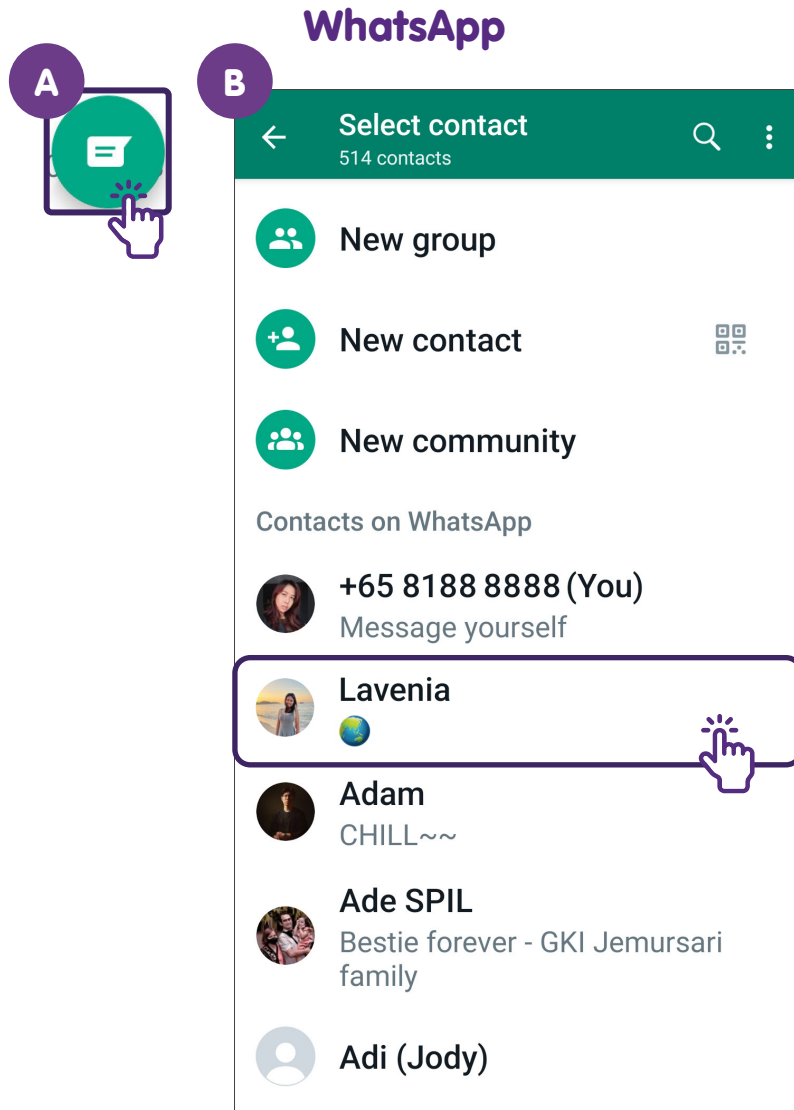 WhatsApp
A
B
Select contact
514 contacts
New group
New contact
New community
Contacts on WhatsApp
+65 8188 8888 (You)
Message yourself
Lavenia
🌏
Adam
CHILL~~
Ade SPIL
Bestie forever - GKI Jemursari
family
Adi (Jody)